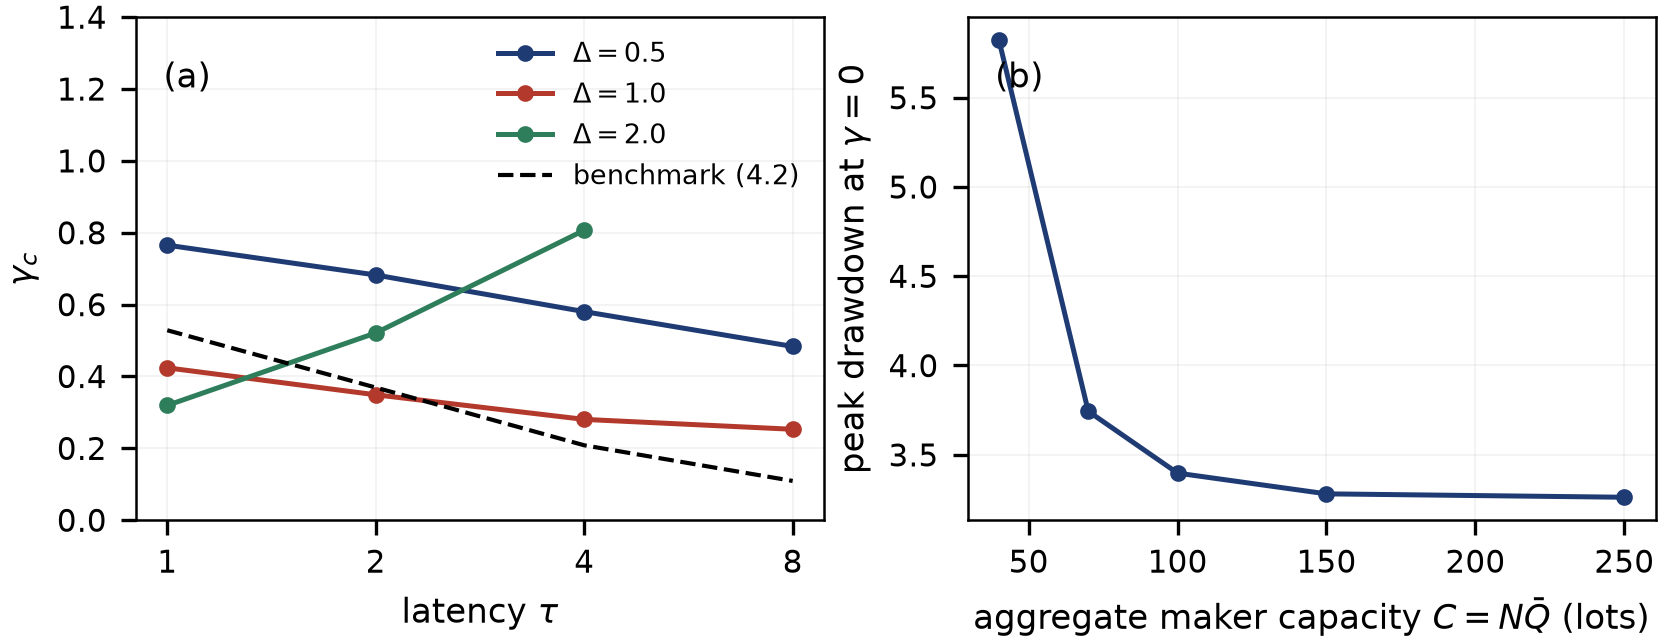 1.4
1.2
1.0
0.8
0.6
0.4
0.2
0.0
γc
(a)
Δ = 0.5
Δ = 1.0
Δ = 2.0
benchmark (4.2)
1 2 4 8
latency τ
peak drawdown at γ = 0
5.5
5.0
4.5
4.0
3.5
(b)
50 100 150 200 250
aggregate maker capacity C = NQ̄ (lots)